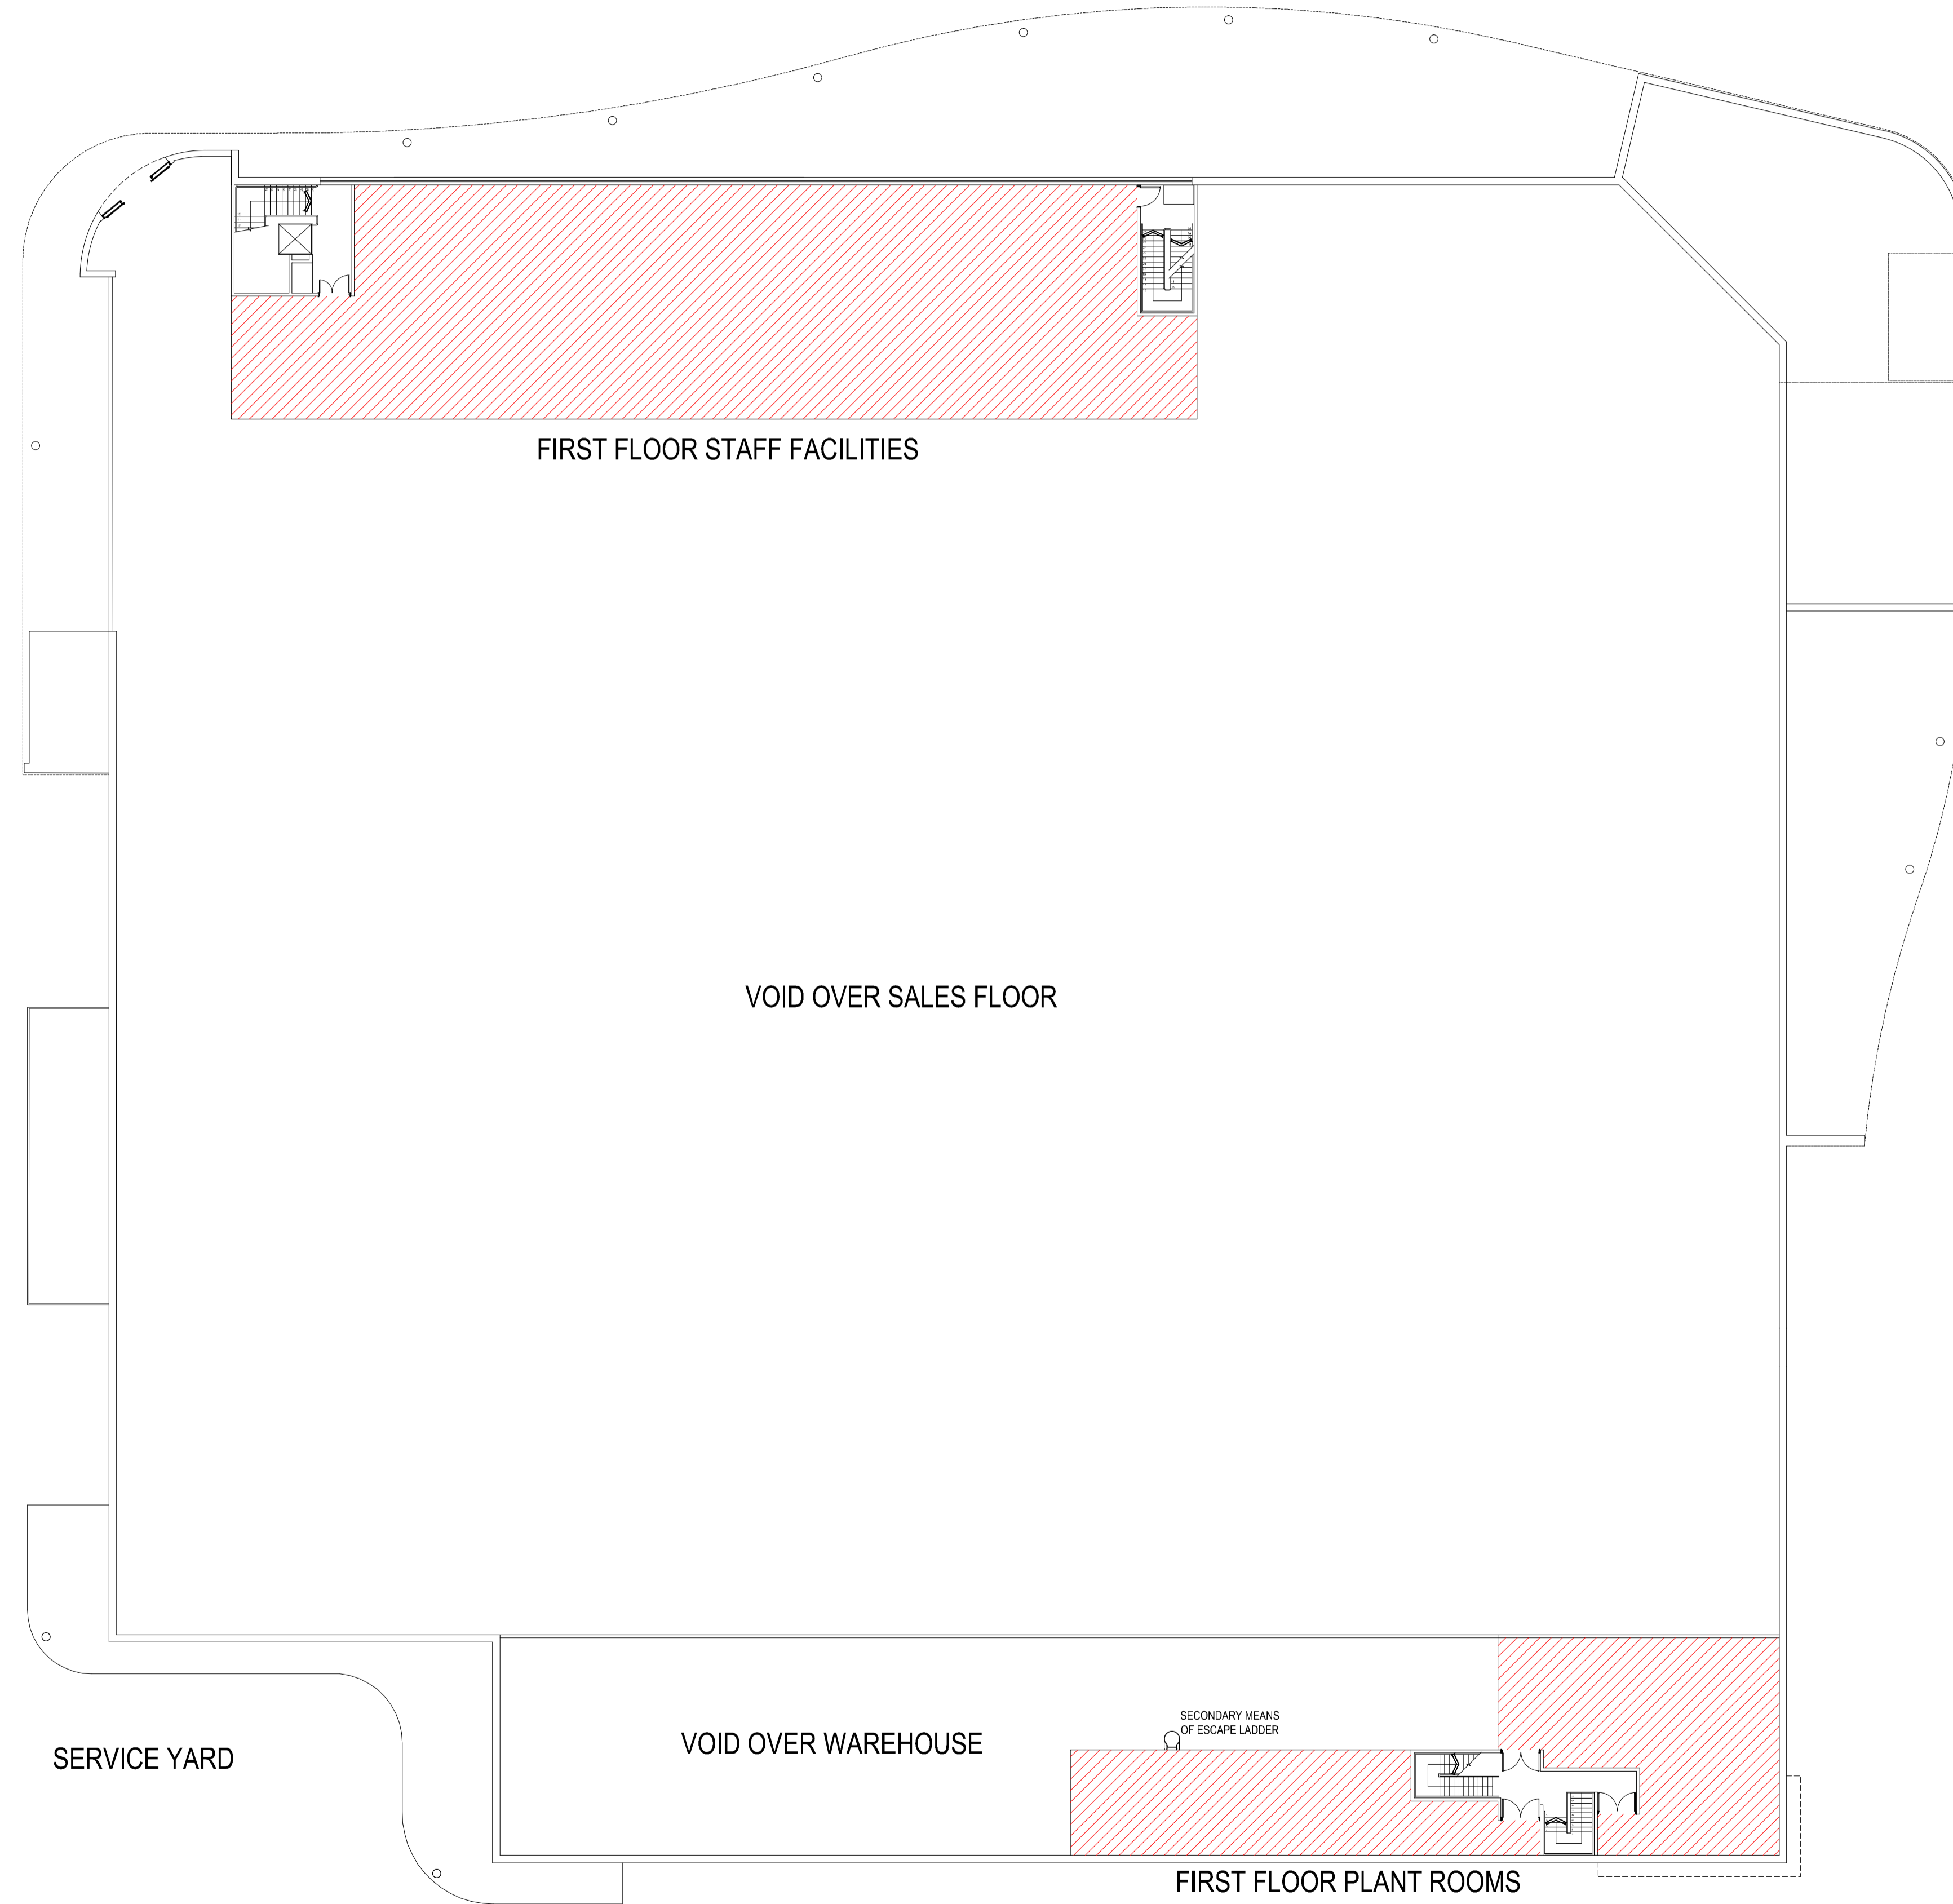 FIRST FLOOR STAFF FACILITIES
VOID OVER SALES FLOOR
SECONDARY MEANS
OF ESCAPE LADDER
VOID OVER WAREHOUSE
SERVICE YARD
FIRST FLOOR PLANT ROOMS